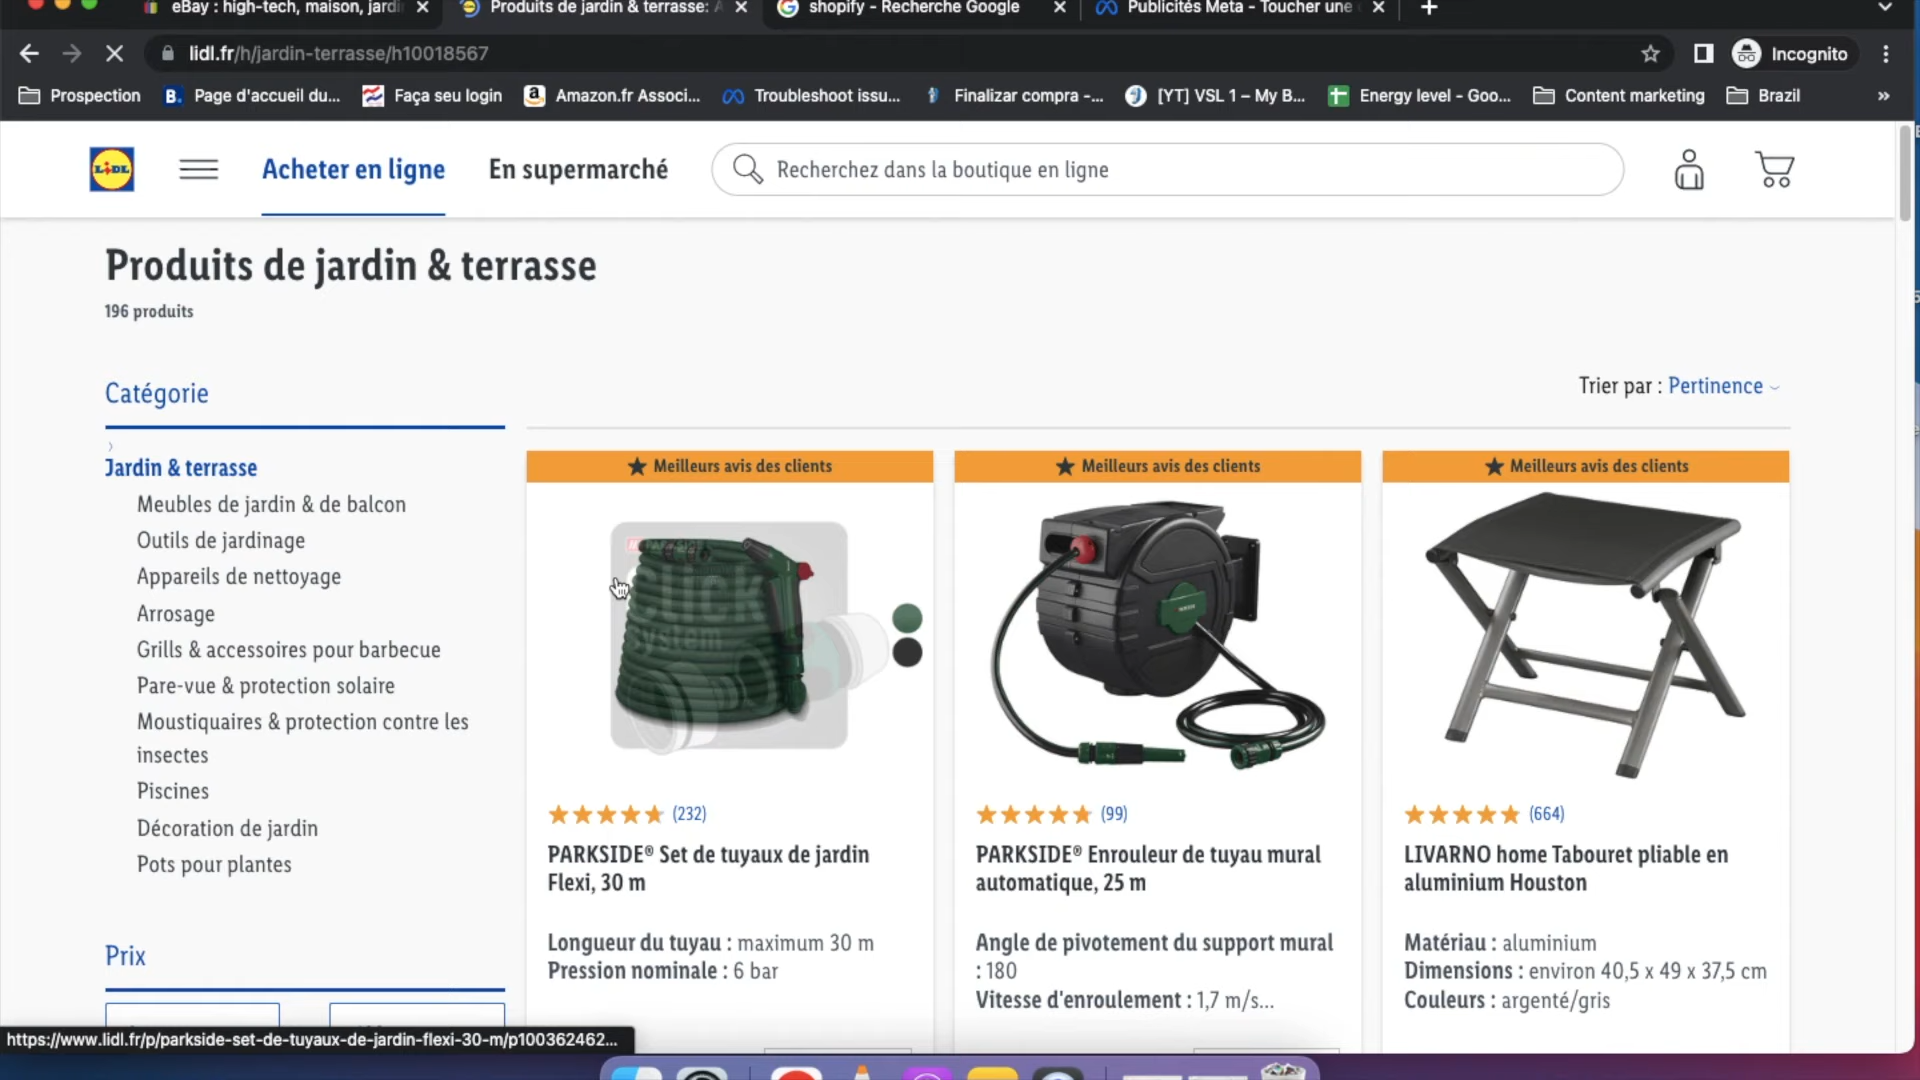 eBay : high-tech, maison, jardi
Produits de jardin & terrasse: A
shopify - Recherche Google
Publicités Meta - Toucher une
lidl.fr/h/jardin-terrasse/h10018567
Incognito
Prospection
Page d'accueil du...
Faça seu login
Amazon.fr Associ...
Troubleshoot issu...
Finalizar compra -...
[YT] VSL 1 – My B...
Energy level - Goo...
Content marketing
Brazil
LIDL
Acheter en ligne
En supermarché
Recherchez dans la boutique en ligne
Produits de jardin & terrasse
196 produits
Catégorie
Trier par : Pertinence
Jardin & terrasse
Meubles de jardin & de balcon
Outils de jardinage
Appareils de nettoyage
Arrosage
Grills & accessoires pour barbecue
Pare-vue & protection solaire
Moustiquaires & protection contre les
insectes
Piscines
Décoration de jardin
Pots pour plantes
Prix
Meilleurs avis des clients
CLICK
system
(232)
PARKSIDE® Set de tuyaux de jardin
Flexi, 30 m
Longueur du tuyau : maximum 30 m
Pression nominale : 6 bar
Meilleurs avis des clients
(99)
PARKSIDE® Enrouleur de tuyau mural
automatique, 25 m
Angle de pivotement du support mural
: 180
Vitesse d'enroulement : 1,7 m/s...
Meilleurs avis des clients
(664)
LIVARNO home Tabouret pliable en
aluminium Houston
Matériau : aluminium
Dimensions : environ 40,5 x 49 x 37,5 cm
Couleurs : argenté/gris
https://www.lidl.fr/p/parkside-set-de-tuyaux-de-jardin-flexi-30-m/p100362462...